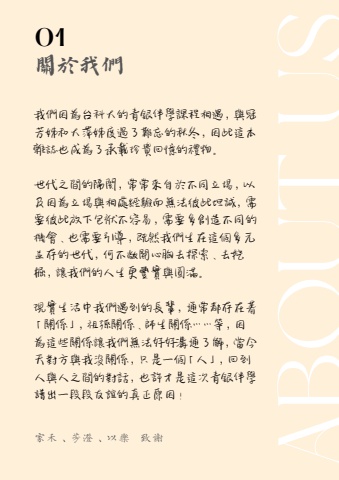 01
關於我們
我們因為台科大的青銀伴學課程相遇，與冠
芳姊和大萍姊度過了難忘的秋冬，因此這本
雜誌也成為了承載珍貴回憶的禮物。
世代之間的隔閡，常常來自於不同立場，以
及因為立場與相處經驗而無法彼此坦誠，需
要彼此放下包袱不容易，需要多創造不同的
機會、也需要引導，既然我們生在這個多元
並存的世代，何不敞開心胸去探索、去挖
掘，讓我們的人生更豐實與圓滿。
現實生活中我們遇到的長輩，通常都存在著
「關係」，祖孫關係、師生關係……等，因
為這些關係讓我們無法好好溝通了解，當今
天對方與我沒關係，只是一個「人」，回到
人與人之間的對話，也許才是這次青銀伴學
譜出一段段友誼的真正原因！
家禾、芳澄、以樂 致謝
ABOUT US